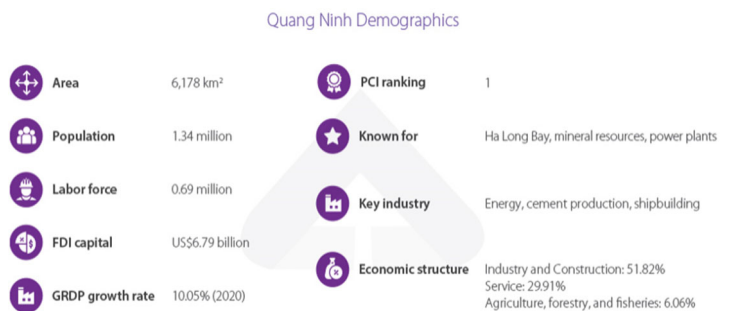 Quang Ninh Demographics
Area 6,178 km²
Population 1.34 million
Labor force 0.69 million
FDI capital US$6.79 billion
GRDP growth rate 10.05% (2020)
PCI ranking 1
Known for Ha Long Bay, mineral resources, power plants
Key industry Energy, cement production, shipbuilding
Economic structure Industry and Construction: 51.82%
Service: 29.91%
Agriculture, forestry, and fisheries: 6.06%